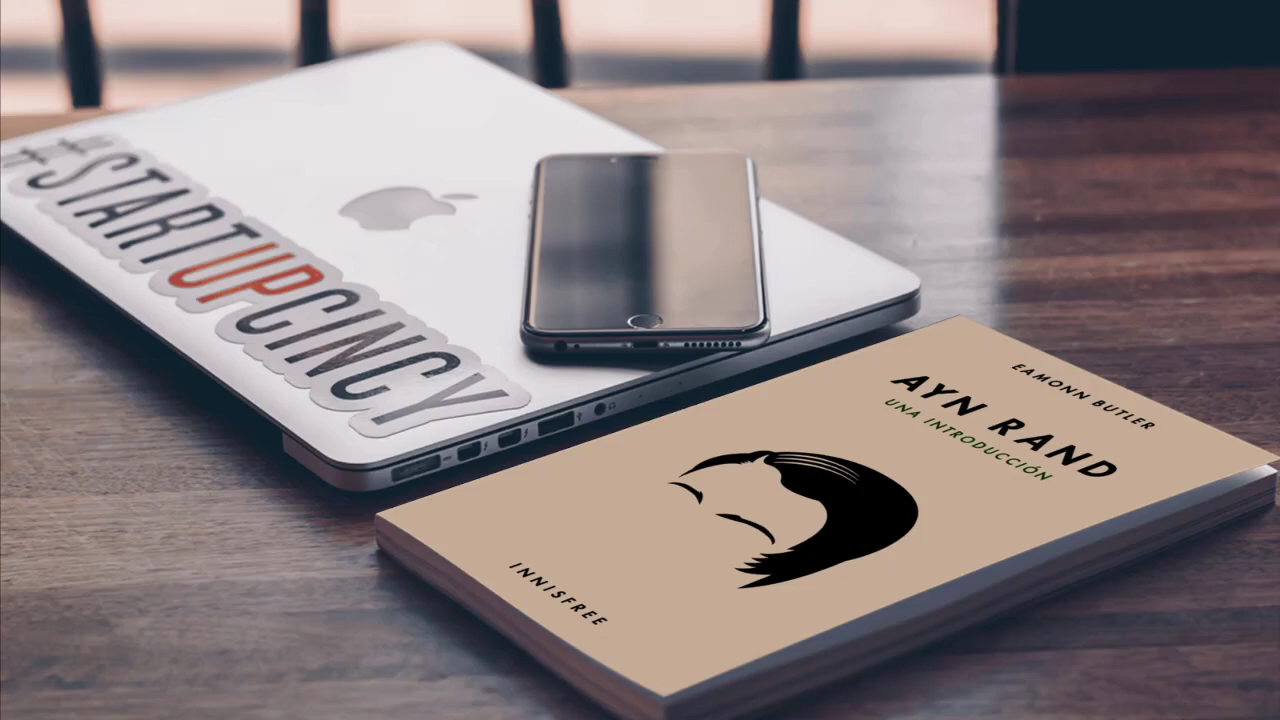 #STARTUPCINCY
EAMONN BUTLER
AYN RAND
UNA INTRODUCCIÓN
INNISFREE